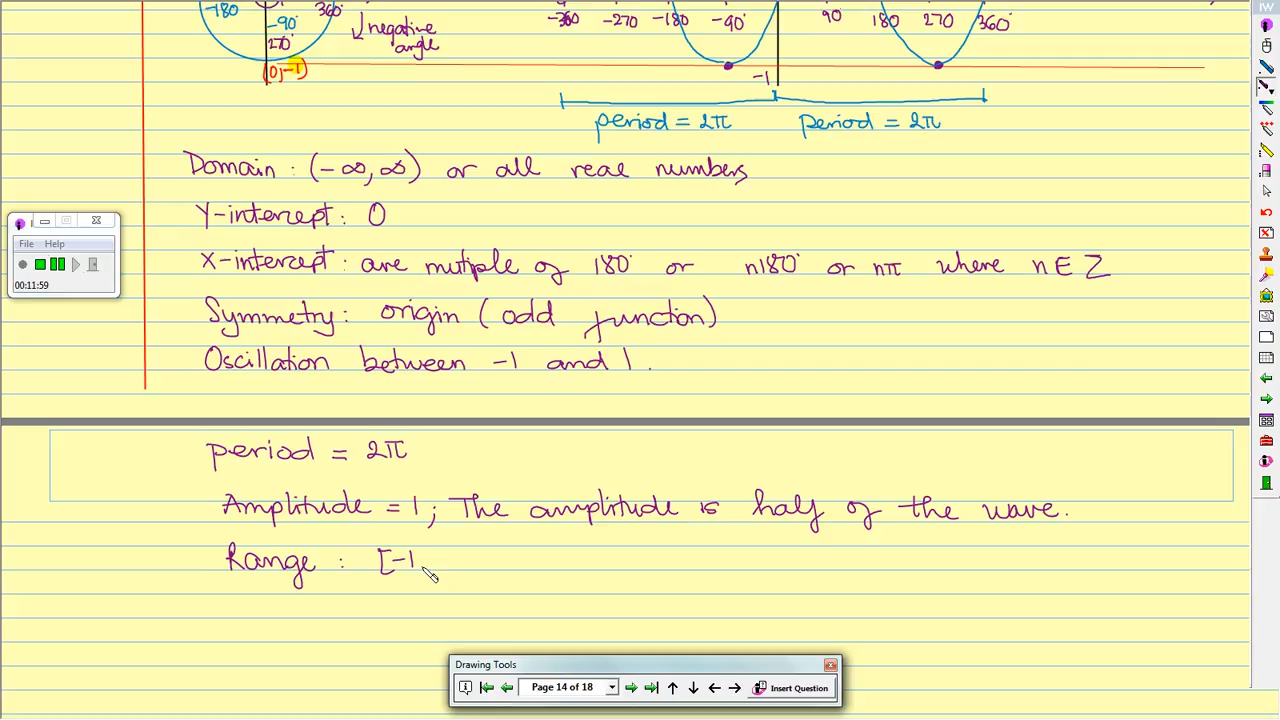 -180 360°
-90°
270°
negative
angle
(0,-1)
-360 -270 -180° -90° 90 180 270 360°
-1
period = 2π period = 2π
Domain : (-∞,∞) or all real numbers
Y-intercept : 0
X-intercept : are mutiple of 180° or n180° or nπ where n∈Z
Symmetry : origin (odd function)
Oscillation between -1 and 1.
period = 2π
Amplitude = 1 ; The amplitude is half of the wave.
Range : [-1
File Help
00:11:59
IW
Drawing Tools
Page 14 of 18 Insert Question